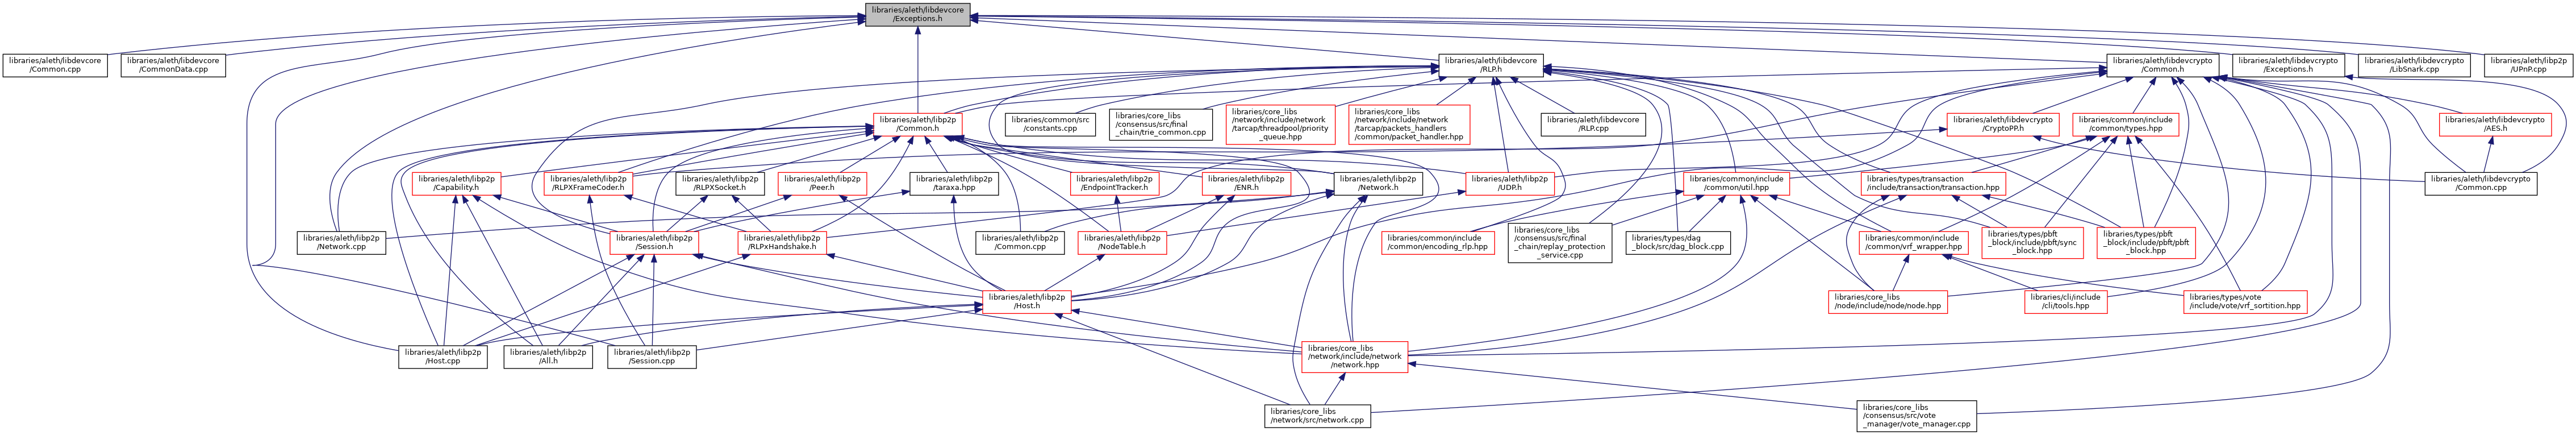 libraries/aleth/libdevcore
/Exceptions.h
libraries/aleth/libdevcore
/Common.cpp
libraries/aleth/libdevcore
/CommonData.cpp
libraries/aleth/libdevcore
/RLP.h
libraries/aleth/libdevcrypto
/Common.h
libraries/aleth/libdevcrypto
/Exceptions.h
libraries/aleth/libdevcrypto
/LibSnark.cpp
libraries/aleth/libp2p
/UPnP.cpp
libraries/aleth/libp2p
/Common.h
libraries/common/src
/constants.cpp
libraries/core_libs
/consensus/src/final
_chain/trie_common.cpp
libraries/core_libs
/network/include/network
/tarcap/threadpool/priority
_queue.hpp
libraries/core_libs
/network/include/network
/tarcap/packets_handlers
/common/packet_handler.hpp
libraries/aleth/libdevcore
/RLP.cpp
libraries/aleth/libdevcrypto
/CryptoPP.h
libraries/common/include
/common/types.hpp
libraries/aleth/libdevcrypto
/AES.h
libraries/aleth/libp2p
/Capability.h
libraries/aleth/libp2p
/RLPXFrameCoder.h
libraries/aleth/libp2p
/RLPXSocket.h
libraries/aleth/libp2p
/Peer.h
libraries/aleth/libp2p
/taraxa.hpp
libraries/aleth/libp2p
/EndpointTracker.h
libraries/aleth/libp2p
/ENR.h
libraries/aleth/libp2p
/Network.h
libraries/aleth/libp2p
/UDP.h
libraries/common/include
/common/util.hpp
libraries/types/transaction
/include/transaction/transaction.hpp
libraries/aleth/libdevcrypto
/Common.cpp
libraries/aleth/libp2p
/Network.cpp
libraries/aleth/libp2p
/Session.h
libraries/aleth/libp2p
/RLPxHandshake.h
libraries/aleth/libp2p
/Common.cpp
libraries/aleth/libp2p
/NodeTable.h
libraries/common/include
/common/encoding_rlp.hpp
libraries/core_libs
/consensus/src/final
_chain/replay_protection
_service.cpp
libraries/types/dag
_block/src/dag_block.cpp
libraries/common/include
/common/vrf_wrapper.hpp
libraries/types/pbft
_block/include/pbft/sync
_block.hpp
libraries/types/pbft
_block/include/pbft/pbft
_block.hpp
libraries/aleth/libp2p
/Host.h
libraries/core_libs
/node/include/node/node.hpp
libraries/cli/include
/cli/tools.hpp
libraries/types/vote
/include/vote/vrf_sortition.hpp
libraries/aleth/libp2p
/Host.cpp
libraries/aleth/libp2p
/All.h
libraries/aleth/libp2p
/Session.cpp
libraries/core_libs
/network/include/network
/network.hpp
libraries/core_libs
/network/src/network.cpp
libraries/core_libs
/consensus/src/vote
_manager/vote_manager.cpp